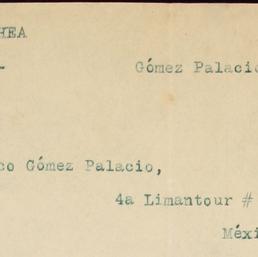 HEA
Gómez Palacio
co Gómez Palacio,
4a Limantour #
Méxi